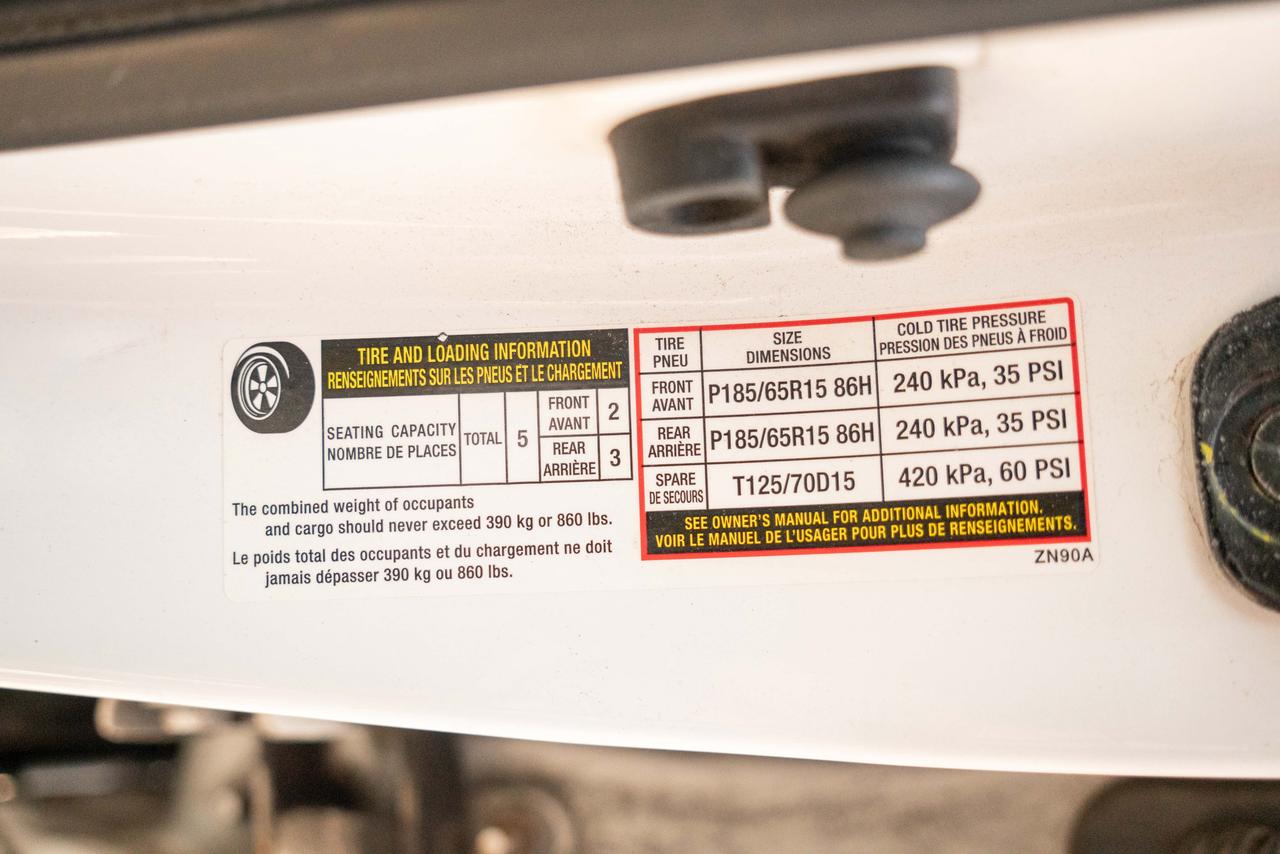 TIRE AND LOADING INFORMATION
RENSEIGNEMENTS SUR LES PNEUS ET LE CHARGEMENT
SEATING CAPACITY
NOMBRE DE PLACES
TOTAL
5
FRONT
AVANT
2
REAR
ARRIÈRE
3
The combined weight of occupants
and cargo should never exceed 390 kg or 860 lbs.
Le poids total des occupants et du chargement ne doit
jamais dépasser 390 kg ou 860 lbs.
TIRE
PNEU
SIZE
DIMENSIONS
COLD TIRE PRESSURE
PRESSION DES PNEUS À FROID
FRONT
AVANT
P185/65R15 86H
240 kPa, 35 PSI
REAR
ARRIÈRE
P185/65R15 86H
240 kPa, 35 PSI
SPARE
DE SECOURS
T125/70D15
420 kPa, 60 PSI
SEE OWNER'S MANUAL FOR ADDITIONAL INFORMATION.
VOIR LE MANUEL DE L'USAGER POUR PLUS DE RENSEIGNEMENTS.
ZN90A